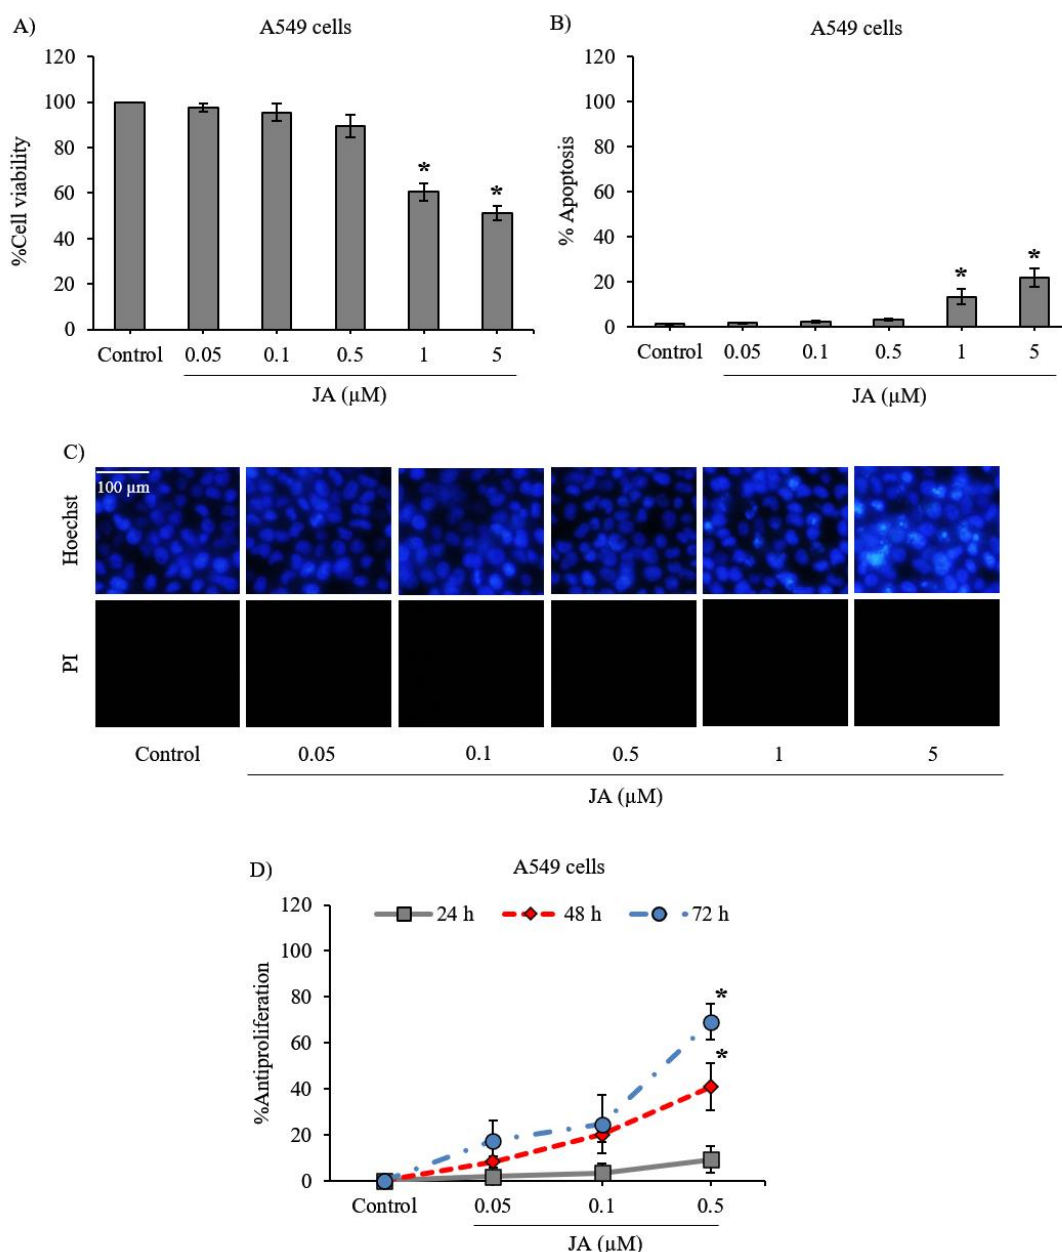 A)
A549 cells
%Cell viability
120
100
80
60
40
20
0
*
*
Control 0.05 0.1 0.5 1 5
JA (µM)
B)
A549 cells
% Apoptosis
120
100
80
60
40
20
0
*
*
Control 0.05 0.1 0.5 1 5
JA (µM)
C)
Hoechst
100 µm
PI
Control 0.05 0.1 0.5 1 5
JA (µM)
D)
A549 cells
24 h 48 h 72 h
%Antiproliferation
120
100
80
60
40
20
0
*
*
Control 0.05 0.1 0.5
JA (µM)